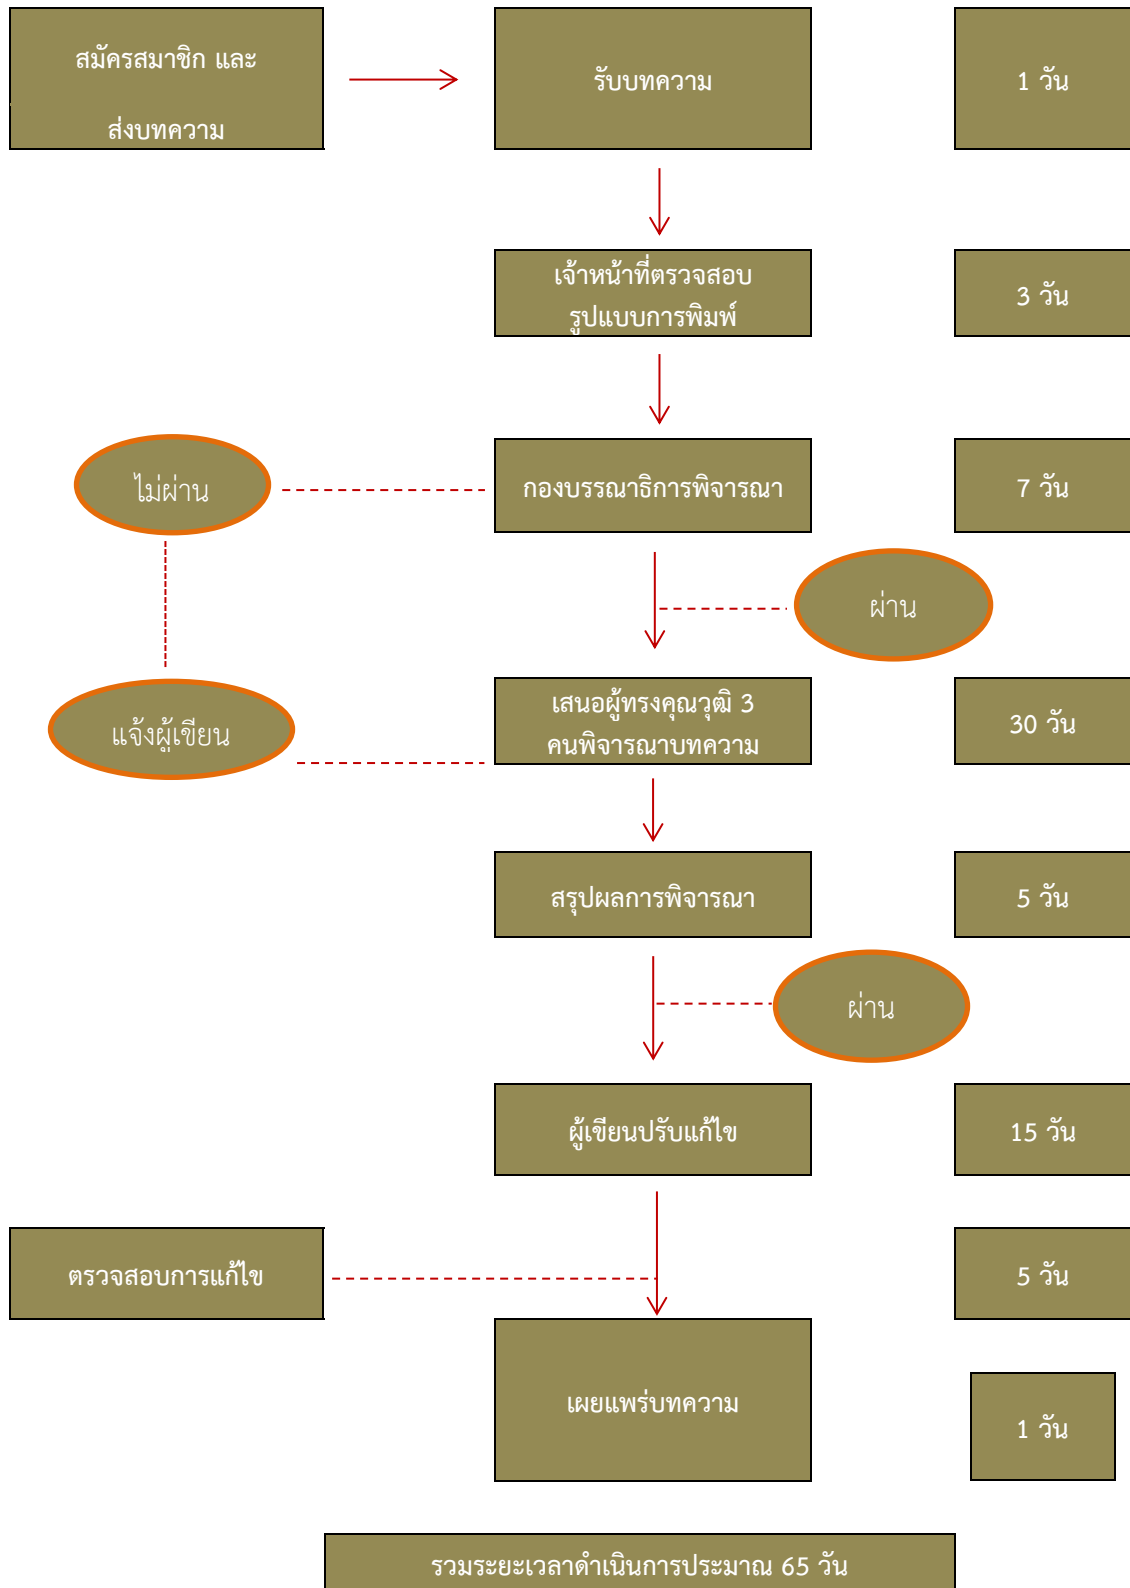 สมัครสมาชิก และ
ส่งบทความ
รับบทความ
1 วัน
เจ้าหน้าที่ตรวจสอบ
รูปแบบการพิมพ์
3 วัน
ไม่ผ่าน
กองบรรณาธิการพิจารณา
7 วัน
ผ่าน
แจ้งผู้เขียน
เสนอผู้ทรงคุณวุฒิ 3
คนพิจารณาบทความ
30 วัน
สรุปผลการพิจารณา
5 วัน
ผ่าน
ผู้เขียนปรับแก้ไข
15 วัน
ตรวจสอบการแก้ไข
5 วัน
เผยแพร่บทความ
1 วัน
รวมระยะเวลาดำเนินการประมาณ 65 วัน